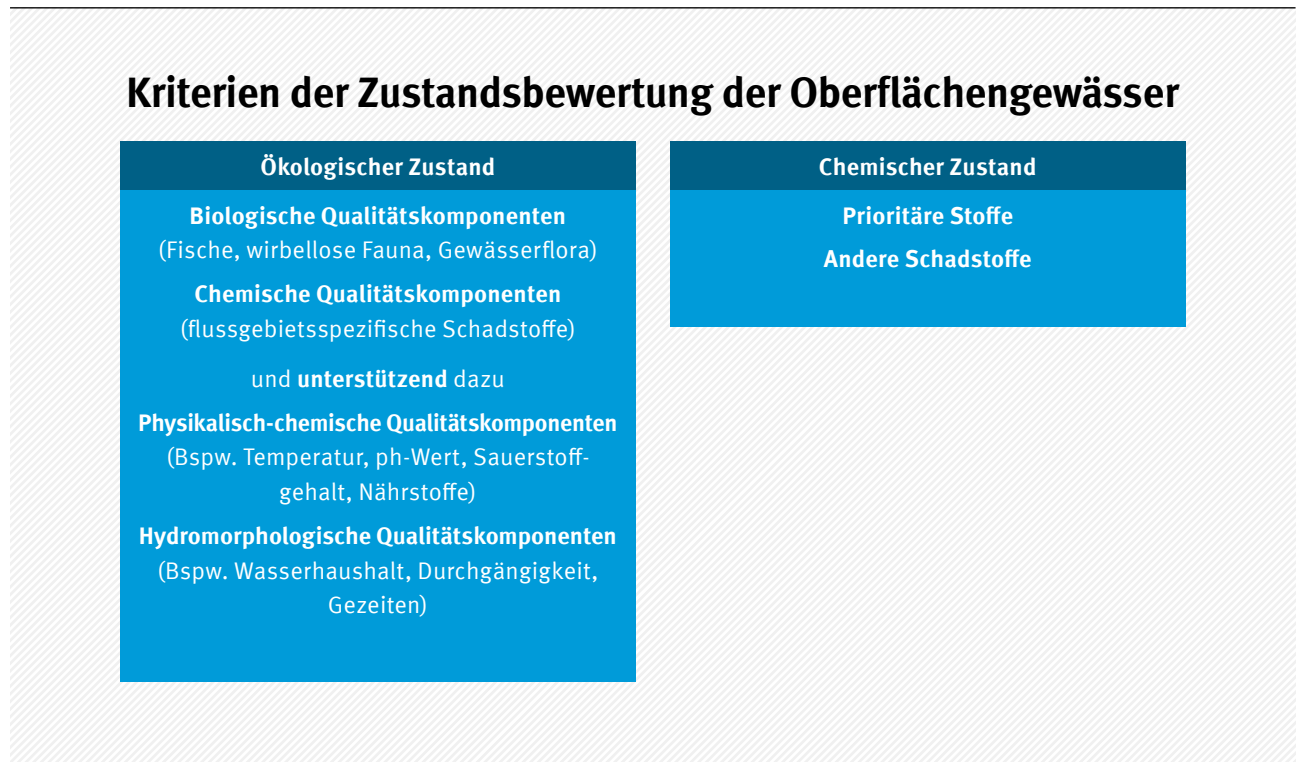 Kriterien der Zustandsbewertung der Oberflächengewässer
Ökologischer Zustand
Biologische Qualitätskomponenten
(Fische, wirbellose Fauna, Gewässerflora)
Chemische Qualitätskomponenten
(flussgebietsspezifische Schadstoffe)
und unterstützend dazu
Physikalisch-chemische Qualitätskomponenten
(Bspw. Temperatur, ph-Wert, Sauerstoff-
gehalt, Nährstoffe)
Hydromorphologische Qualitätskomponenten
(Bspw. Wasserhaushalt, Durchgängigkeit,
Gezeiten)
Chemischer Zustand
Prioritäre Stoffe
Andere Schadstoffe